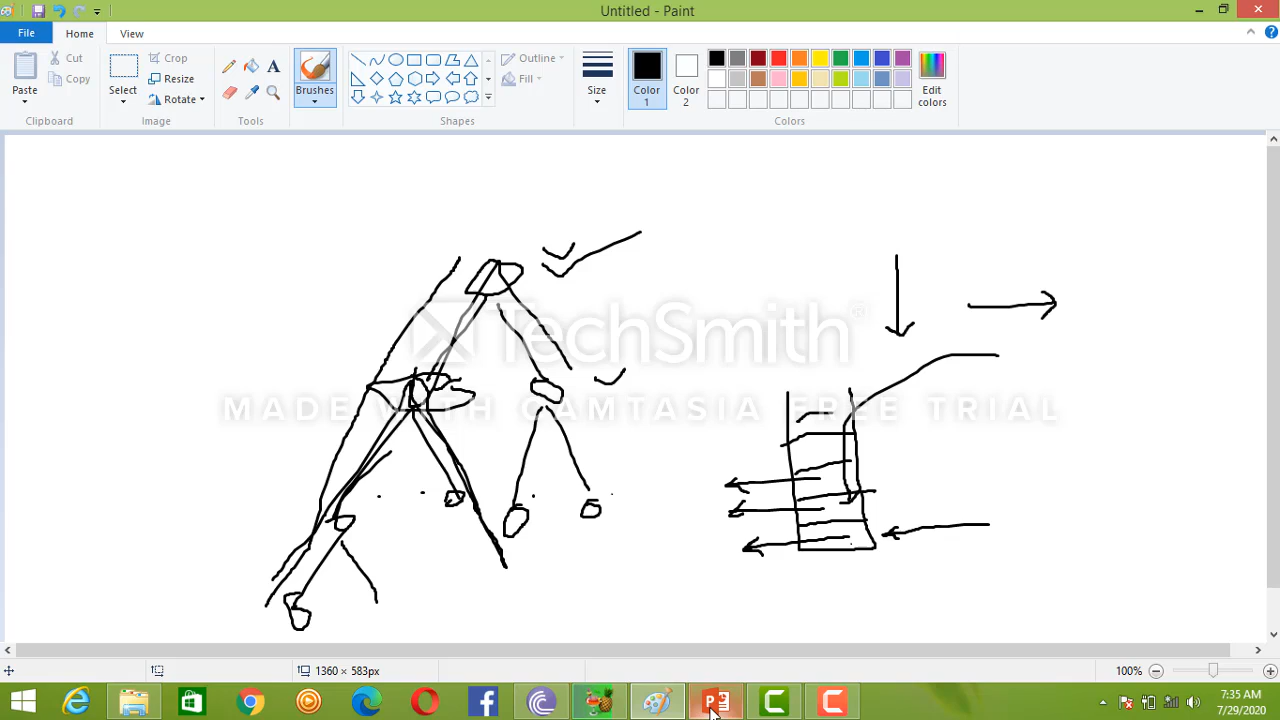 Untitled - Paint
File
Home
View
Paste
Cut
Copy
Clipboard
Select
Crop
Resize
Rotate
Image
A
Tools
Brushes
Shapes
Outline
Fill
Size
Color 1
Color 2
Edit colors
Colors
TechSmith®
MADE WITH CAMTASIA FREE TRIAL
1360 × 583px
100%
7:35 AM
7/29/2020